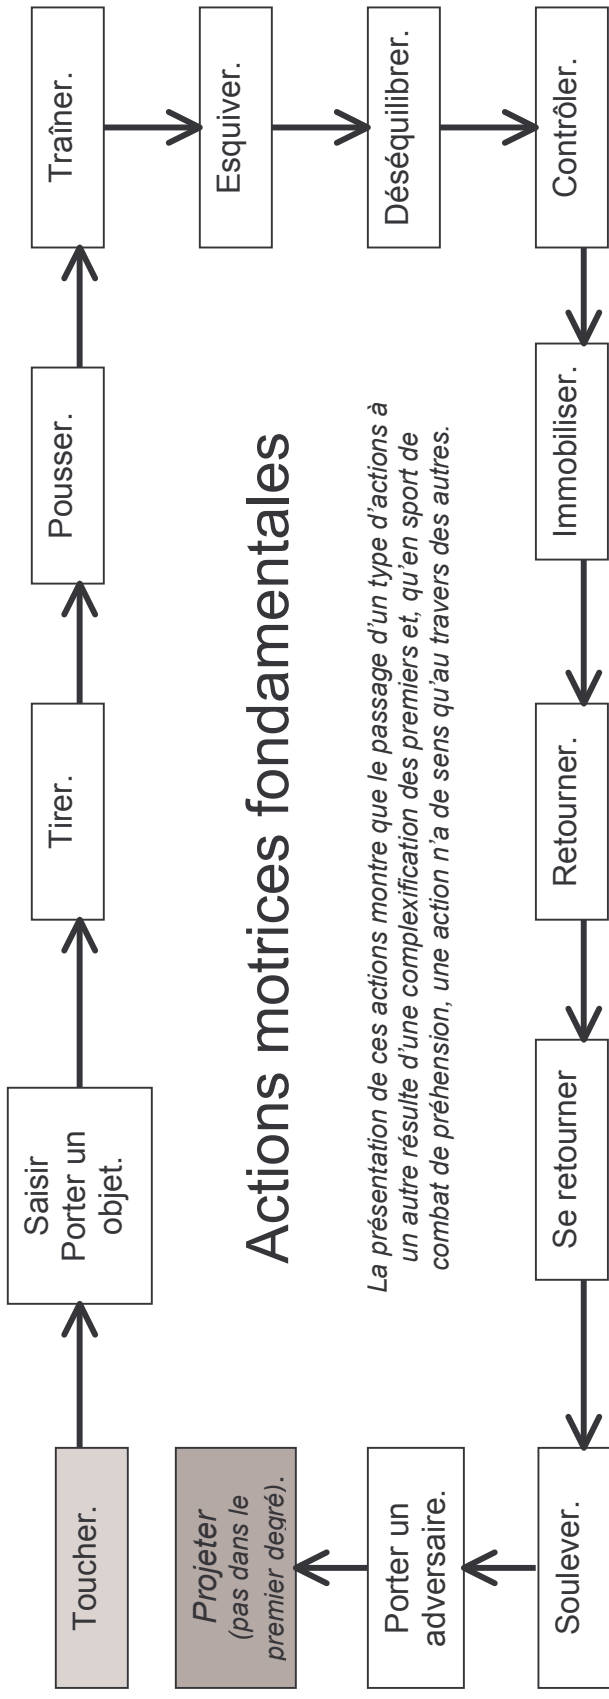 Toucher.
Saisir
Porter un
objet.
Tirer.
Pousser.
Traîner.
Esquiver.
Déséquilibrer.
Contrôler.
Immobiliser.
Retourner.
Se retourner
Soulever.
Porter un
adversaire.
Projeter
(pas dans le
premier degré).
Actions motrices fondamentales
La présentation de ces actions montre que le passage d'un type d'actions à
un autre résulte d'une complexification des premiers et, qu'en sport de
combat de préhension, une action n'a de sens qu'au travers des autres.